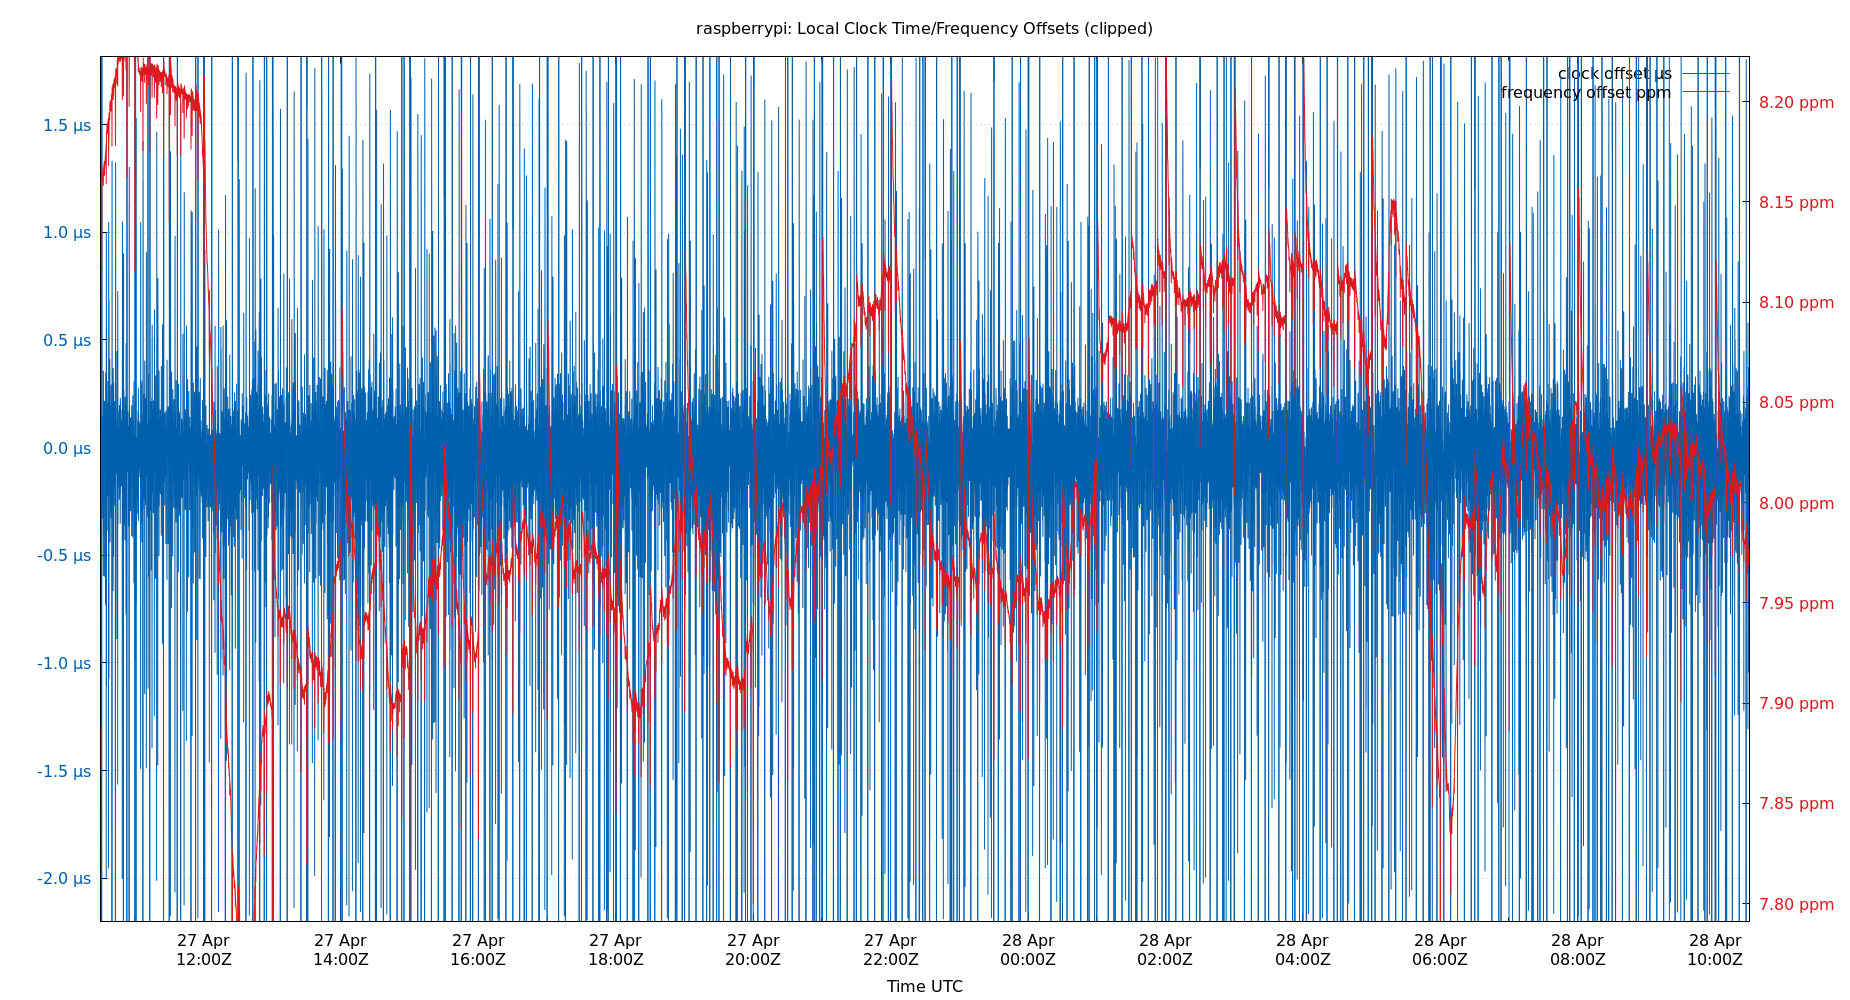 raspberrypi: Local Clock Time/Frequency Offsets (clipped)
clock offset µs
frequency offset ppm
1.5 µs
1.0 µs
0.5 µs
0.0 µs
-0.5 µs
-1.0 µs
-1.5 µs
-2.0 µs
8.20 ppm
8.15 ppm
8.10 ppm
8.05 ppm
8.00 ppm
7.95 ppm
7.90 ppm
7.85 ppm
7.80 ppm
27 Apr 27 Apr 27 Apr 27 Apr 27 Apr 27 Apr 28 Apr 28 Apr 28 Apr 28 Apr 28 Apr 28 Apr
12:00Z 14:00Z 16:00Z 18:00Z 20:00Z 22:00Z 00:00Z 02:00Z 04:00Z 06:00Z 08:00Z 10:00Z
Time UTC